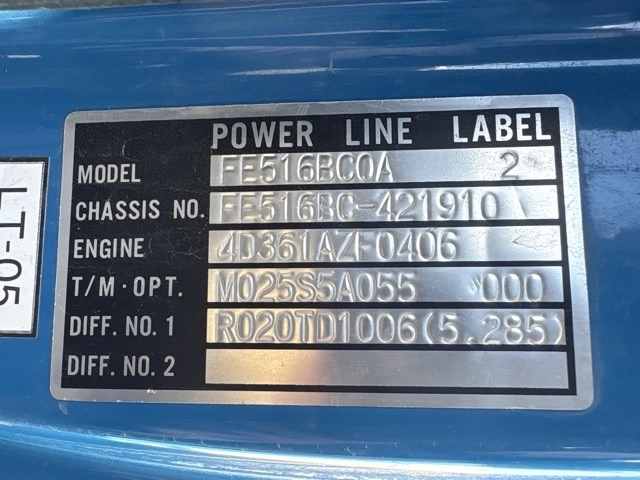 POWER LINE LABEL
MODEL FE516BC0A 2
CHASSIS NO. FE516BC-421910
ENGINE 4D361AZF0406
T/M·OPT. M025S5A055 000
DIFF. NO. 1 R020TD1006(5.285)
DIFF. NO. 2
LT-05